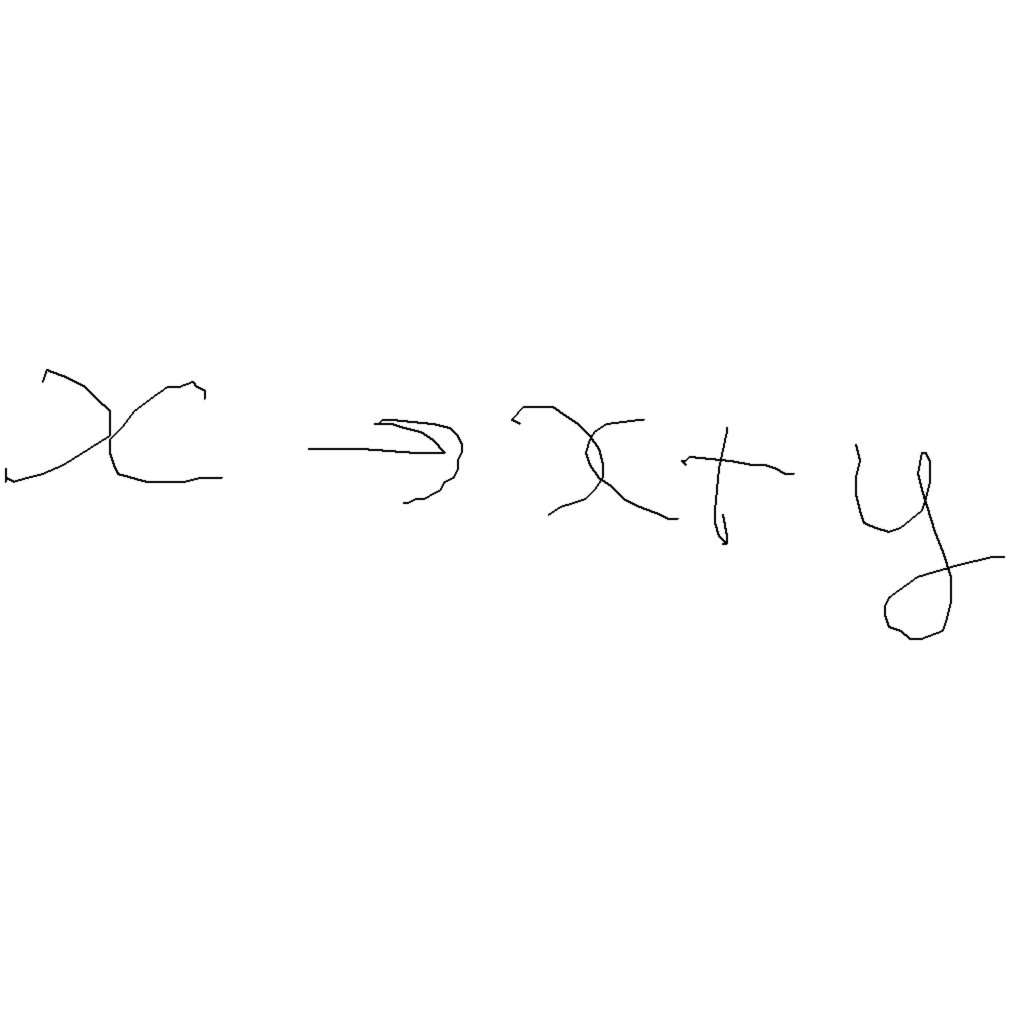 x → x + y